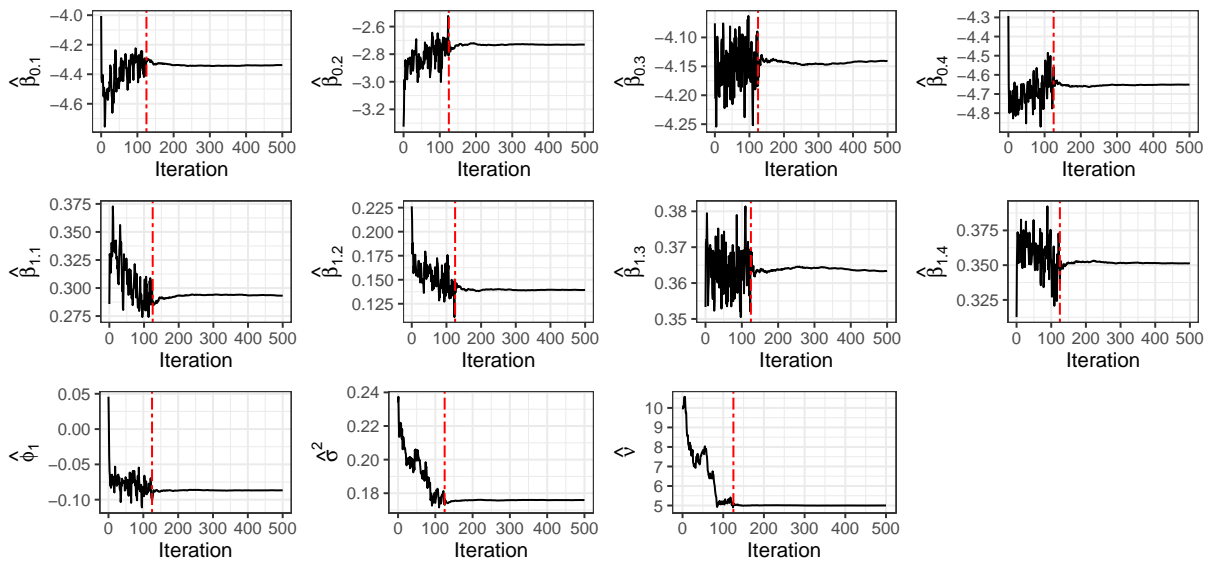 β̂0.1
−4.0
−4.2
−4.4
−4.6
0 100 200 300 400 500
Iteration
β̂0.2
−2.6
−2.8
−3.0
−3.2
0 100 200 300 400 500
Iteration
β̂0.3
−4.10
−4.15
−4.20
−4.25
0 100 200 300 400 500
Iteration
β̂0.4
−4.3
−4.4
−4.5
−4.6
−4.7
−4.8
0 100 200 300 400 500
Iteration
β̂1.1
0.375
0.350
0.325
0.300
0.275
0 100 200 300 400 500
Iteration
β̂1.2
0.225
0.200
0.175
0.150
0.125
0 100 200 300 400 500
Iteration
β̂1.3
0.38
0.37
0.36
0.35
0 100 200 300 400 500
Iteration
β̂1.4
0.375
0.350
0.325
0 100 200 300 400 500
Iteration
ϕ̂1
0.05
0.00
−0.05
−0.10
0 100 200 300 400 500
Iteration
σ̂²
0.24
0.22
0.20
0.18
0 100 200 300 400 500
Iteration
ν̂
10
9
8
7
6
5
0 100 200 300 400 500
Iteration